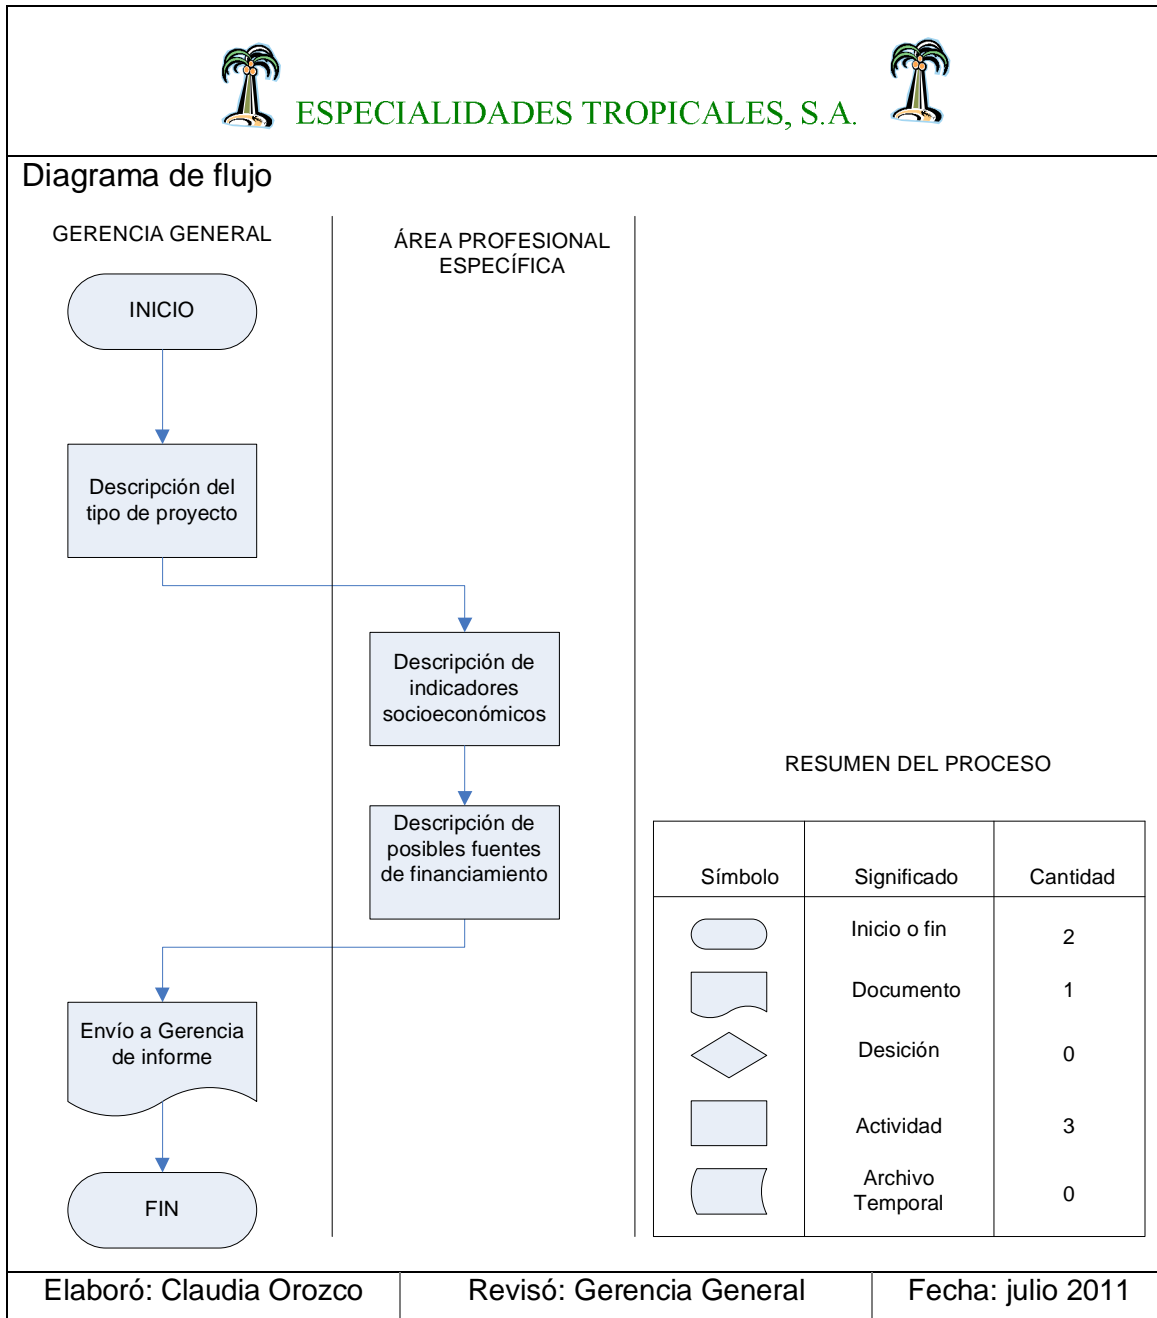 ESPECIALIDADES TROPICALES, S.A.
Diagrama de flujo
GERENCIA GENERAL
ÁREA PROFESIONAL
ESPECÍFICA
INICIO
Descripción del
tipo de proyecto
Descripción de
indicadores
socioeconómicos
Descripción de
posibles fuentes
de financiamiento
Envío a Gerencia
de informe
FIN
RESUMEN DEL PROCESO
Símbolo Significado Cantidad
Inicio o fin 2
Documento 1
Desición 0
Actividad 3
Archivo
Temporal 0
Elaboró: Claudia Orozco Revisó: Gerencia General Fecha: julio 2011